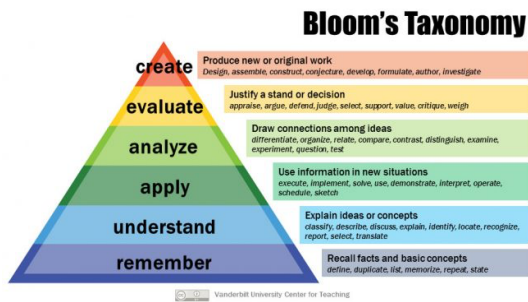 Bloom's Taxonomy
create
Produce new or original work
Design, assemble, construct, conjecture, develop, formulate, author, investigate
evaluate
Justify a stand or decision
appraise, argue, defend, judge, select, support, value, critique, weigh
analyze
Draw connections among ideas
differentiate, organize, relate, compare, contrast, distinguish, examine,
experiment, question, test
apply
Use information in new situations
execute, implement, solve, use, demonstrate, interpret, operate,
schedule, sketch
understand
Explain ideas or concepts
classify, describe, discuss, explain, identify, locate, recognize,
report, select, translate
remember
Recall facts and basic concepts
define, duplicate, list, memorize, repeat, state
Vanderbilt University Center for Teaching